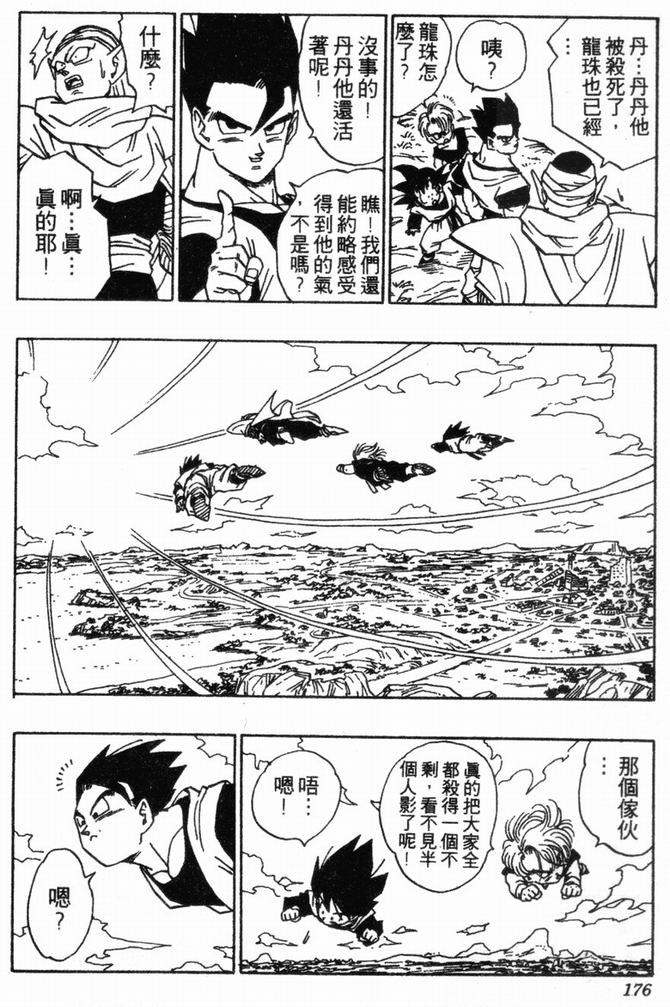 丹…丹丹他
被殺死了，
龍珠也已經
…
咦？
龍珠怎
麼了？
沒事的！
丹丹他還活
著呢！
瞧！我們還
能約略感受
得到他的氣
，不是嗎？
什麼？
啊…眞…
眞的耶！
那個傢伙
…
眞的把大家全
都殺得一個不
剩，看不見半
個人影了呢！
唔…
嗯！
嗯？
176